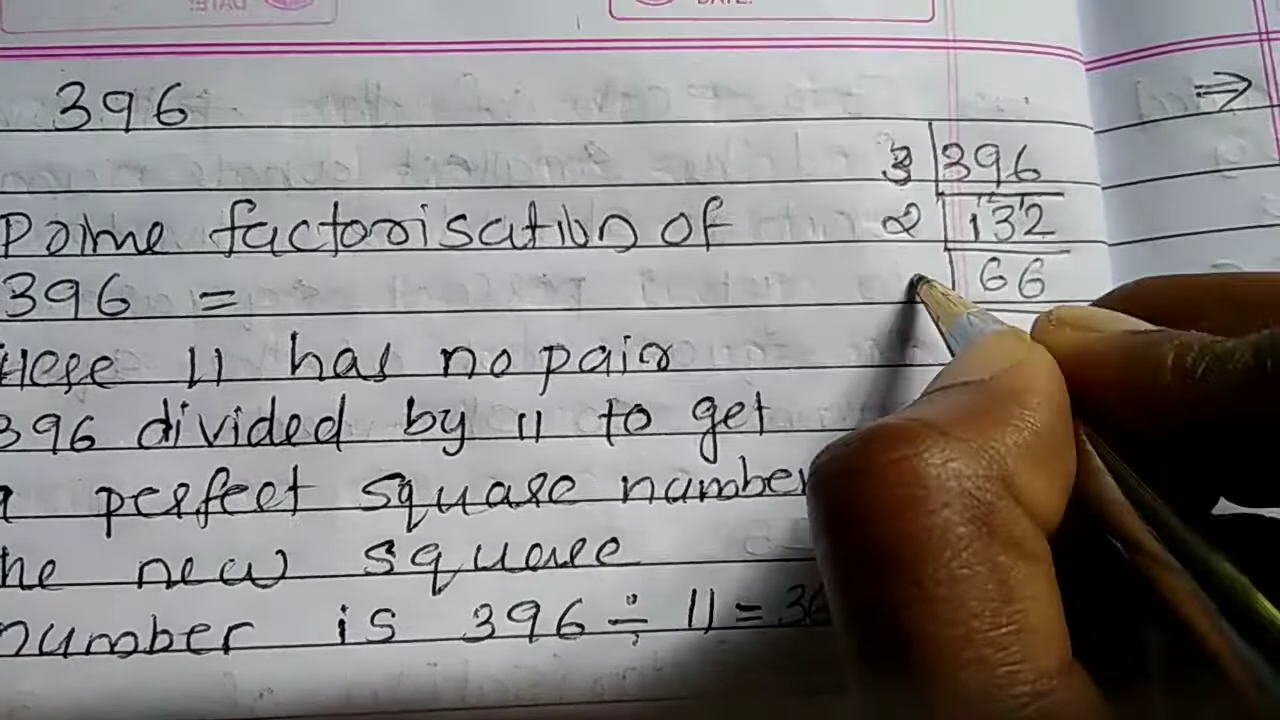 DATE:
396
3 396
Prime factorisation of 2 132
396 = 66
Here 11 has no pair
396 divided by 11 to get
a perfect square number
the new square
number is 396 ÷ 11 = 36
⇒